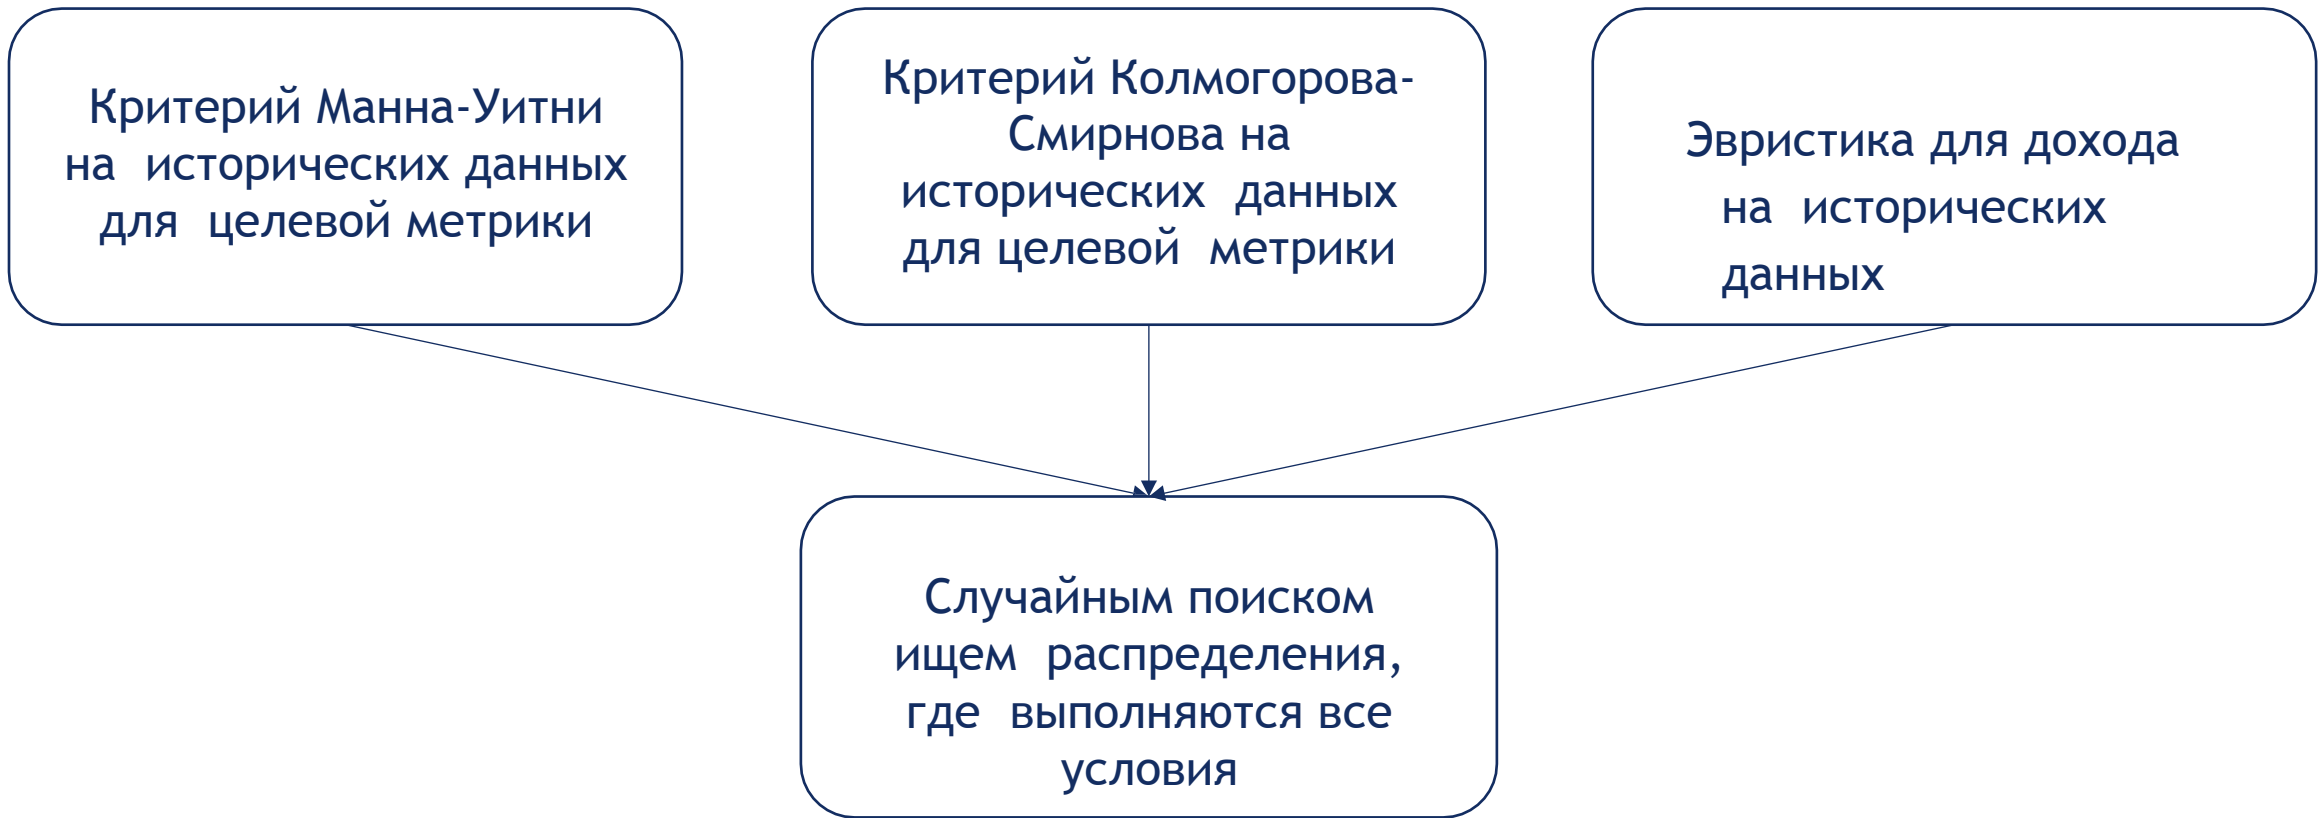 Критерий Манна-Уитни
на исторических данных
для целевой метрики
Критерий Колмогорова-
Смирнова на
исторических данных
для целевой метрики
Эвристика для дохода
на исторических
данных
Случайным поиском
ищем распределения,
где выполняются все
условия